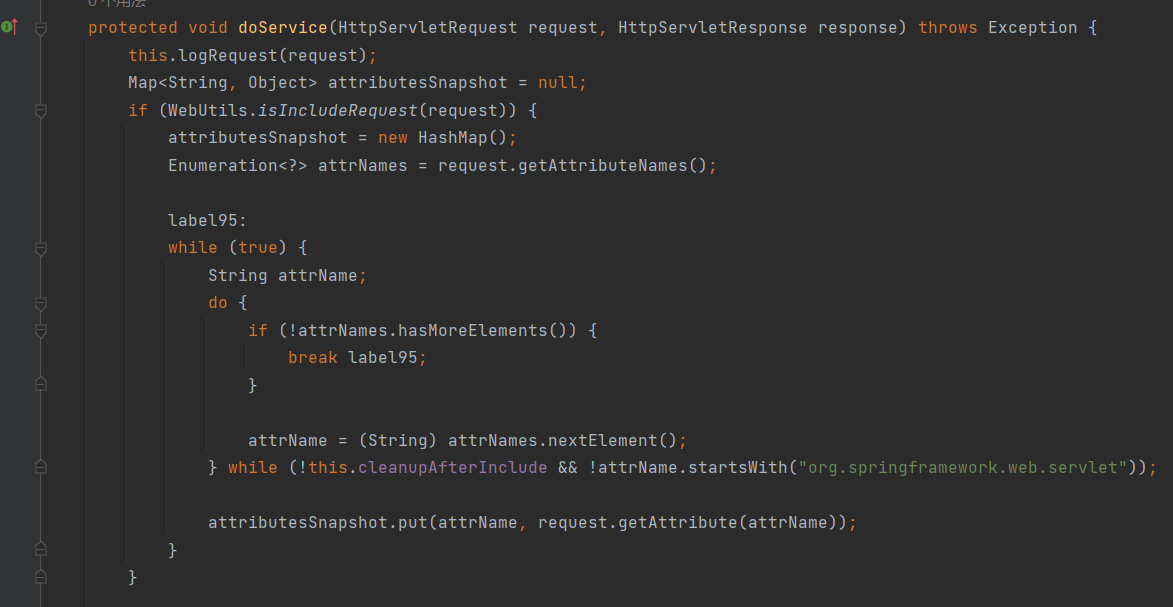 0 个用法
protected void doService(HttpServletRequest request, HttpServletResponse response) throws Exception {
this.logRequest(request);
Map<String, Object> attributesSnapshot = null;
if (WebUtils.isIncludeRequest(request)) {
attributesSnapshot = new HashMap();
Enumeration<?> attrNames = request.getAttributeNames();
label95:
while (true) {
String attrName;
do {
if (!attrNames.hasMoreElements()) {
break label95;
}
attrName = (String) attrNames.nextElement();
} while (!this.cleanupAfterInclude && !attrName.startsWith("org.springframework.web.servlet"));
attributesSnapshot.put(attrName, request.getAttribute(attrName));
}
}